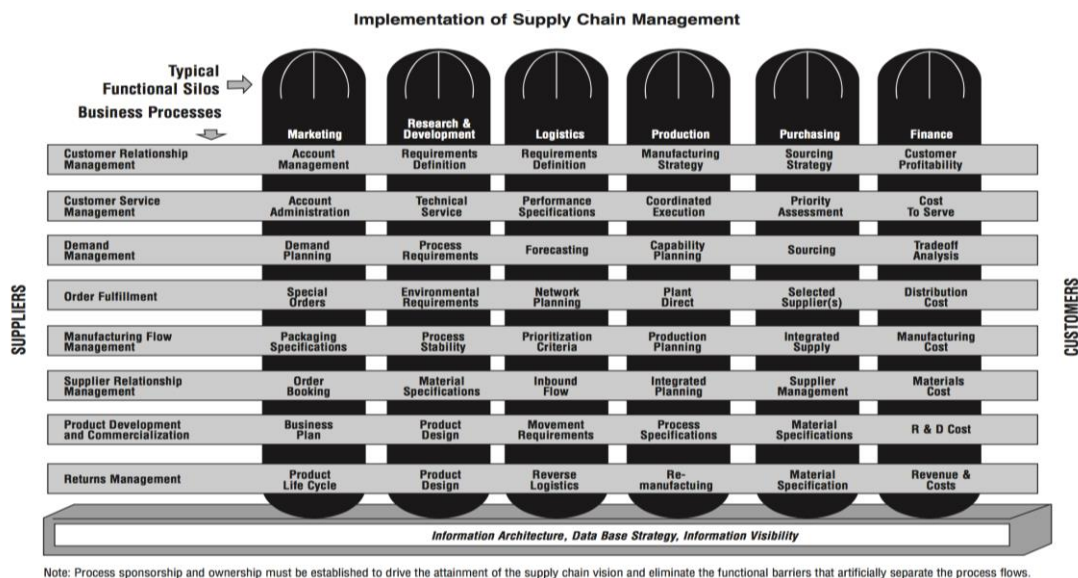 Implementation of Supply Chain Management
Typical
Functional Silos
Business Processes
Marketing
Research &
Development
Logistics
Production
Purchasing
Finance
Customer Relationship
Management
Account
Management
Requirements
Definition
Requirements
Definition
Manufacturing
Strategy
Sourcing
Strategy
Customer
Profitability
Customer Service
Management
Account
Administration
Technical
Service
Performance
Specifications
Coordinated
Execution
Priority
Assessment
Cost
To Serve
Demand
Management
Demand
Planning
Process
Requirements
Forecasting
Capability
Planning
Sourcing
Tradeoff
Analysis
Order Fulfillment
Special
Orders
Environmental
Requirements
Network
Planning
Plant
Direct
Selected
Supplier(s)
Distribution
Cost
Manufacturing Flow
Management
Packaging
Specifications
Process
Stability
Prioritization
Criteria
Production
Planning
Integrated
Supply
Manufacturing
Cost
Supplier Relationship
Management
Order
Booking
Material
Specifications
Inbound
Flow
Integrated
Planning
Supplier
Management
Materials
Cost
Product Development
and Commercialization
Business
Plan
Product
Design
Movement
Requirements
Process
Specifications
Material
Specifications
R & D Cost
Returns Management
Product
Life Cycle
Product
Design
Reverse
Logistics
Re-
manufactuing
Material
Specification
Revenue &
Costs
SUPPLIERS
CUSTOMERS
Information Architecture, Data Base Strategy, Information Visibility
Note: Process sponsorship and ownership must be established to drive the attainment of the supply chain vision and eliminate the functional barriers that artificially separate the process flows.